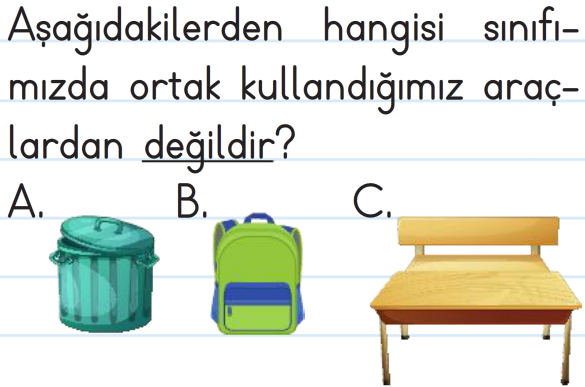 Aşağıdakilerden hangisi sınıfı-
mızda ortak kullandığımız araç-
lardan değildir?
A. B. C.